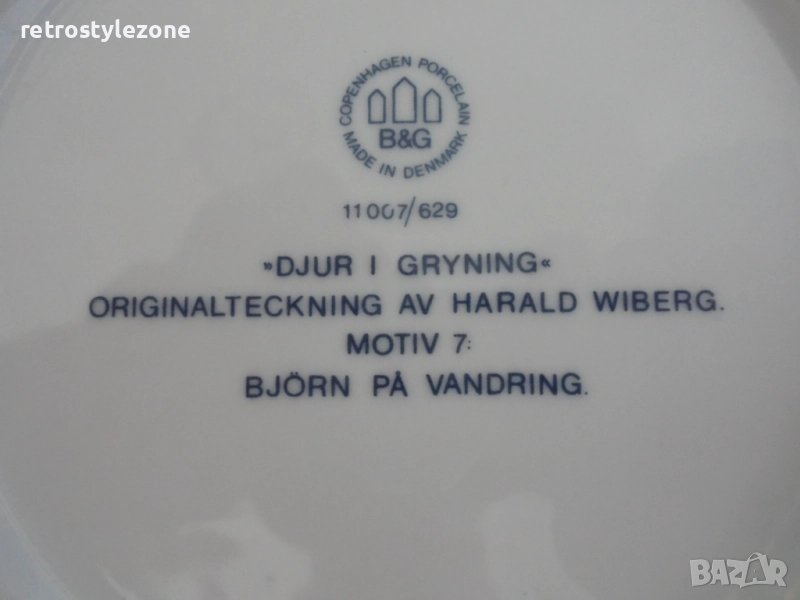 retrostylezone
COPENHAGEN PORCELAIN
B&G
MADE IN DENMARK
11007/629
»DJUR I GRYNING«
ORIGINALTECKNING AV HARALD WIBERG.
MOTIV 7:
BJÖRN PÅ VANDRING.
BAZAR